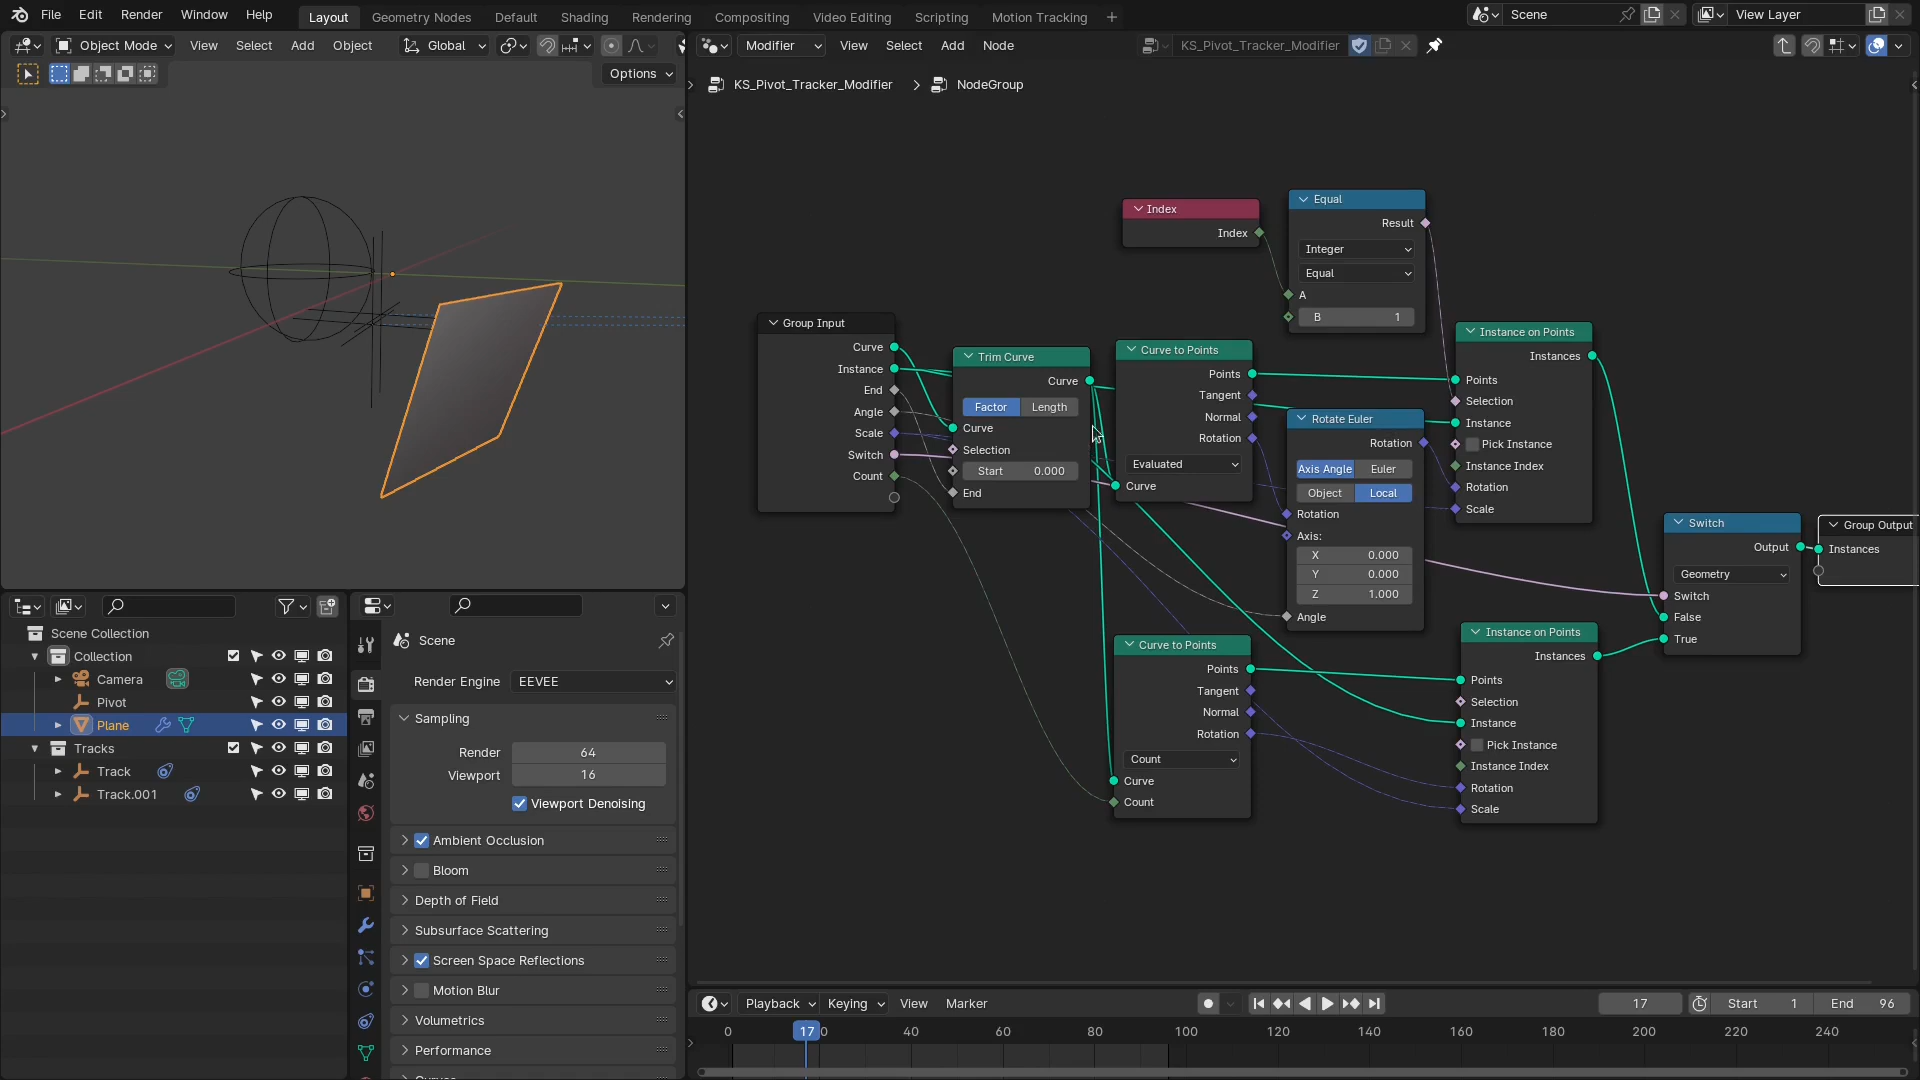 File Edit Render Window Help Layout Geometry Nodes Default Shading Rendering Compositing Video Editing Scripting Motion Tracking + Scene View Layer
Object Mode View Select Add Object Global
Options
Modifier View Select Add Node KS_Pivot_Tracker_Modifier
KS_Pivot_Tracker_Modifier > NodeGroup
Index
Index
Equal
Result
Integer
Equal
A
B 1
Group Input
Curve
Instance
End
Angle
Scale
Switch
Count
Trim Curve
Curve
Factor Length
Curve
Selection
Start 0.000
End
Curve to Points
Points
Tangent
Normal
Rotation
Evaluated
Curve
Rotate Euler
Rotation
Axis Angle Euler
Object Local
Rotation
Axis:
X 0.000
Y 0.000
Z 1.000
Angle
Instance on Points
Instances
Points
Selection
Instance
Pick Instance
Instance Index
Rotation
Scale
Switch
Output
Geometry
Switch
False
True
Group Output
Instances
Curve to Points
Points
Tangent
Normal
Rotation
Count
Curve
Count
Instance on Points
Instances
Points
Selection
Instance
Pick Instance
Instance Index
Rotation
Scale
Scene Collection
Collection
Camera
Pivot
Plane
Tracks
Track
Track.001
Scene
Render Engine EEVEE
Sampling
Render 64
Viewport 16
Viewport Denoising
Ambient Occlusion
Bloom
Depth of Field
Subsurface Scattering
Screen Space Reflections
Motion Blur
Volumetrics
Performance
Playback Keying View Marker 17 Start 1 End 96
0 17 40 60 80 100 120 140 160 180 200 220 240